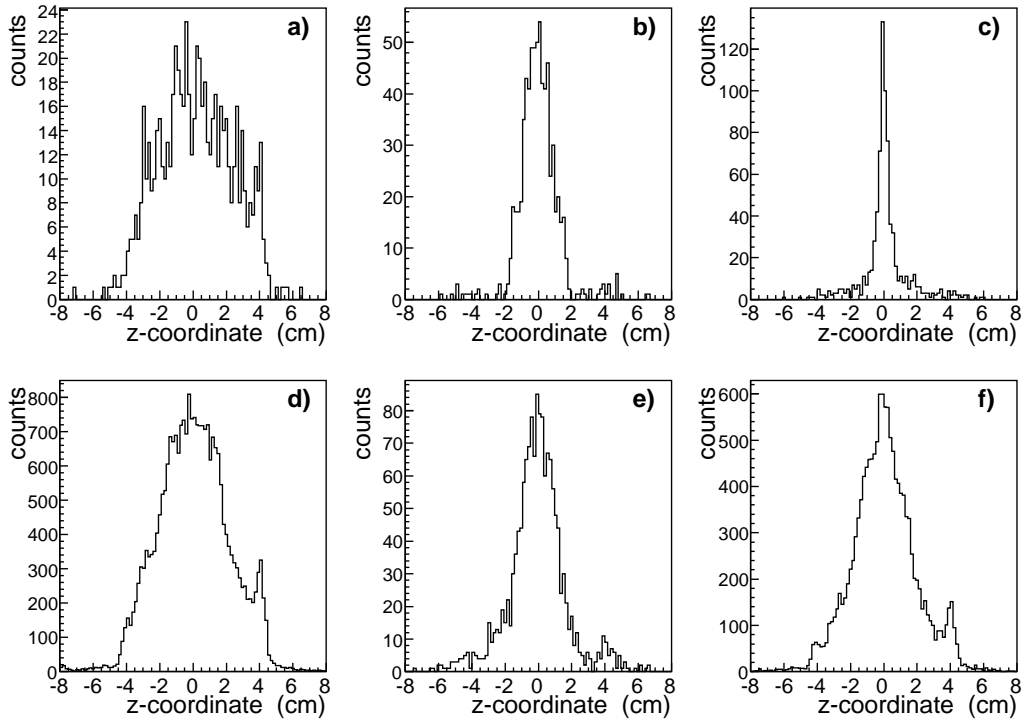 a)
counts
24
22
20
18
16
14
12
10
8
6
4
2
0
-8 -6 -4 -2 0 2 4 6 8
z-coordinate (cm)
b)
counts
50
40
30
20
10
0
-8 -6 -4 -2 0 2 4 6 8
z-coordinate (cm)
c)
counts
120
100
80
60
40
20
0
-8 -6 -4 -2 0 2 4 6 8
z-coordinate (cm)
d)
counts
800
700
600
500
400
300
200
100
0
-8 -6 -4 -2 0 2 4 6 8
z-coordinate (cm)
e)
counts
80
70
60
50
40
30
20
10
0
-8 -6 -4 -2 0 2 4 6 8
z-coordinate (cm)
f)
counts
600
500
400
300
200
100
0
-8 -6 -4 -2 0 2 4 6 8
z-coordinate (cm)